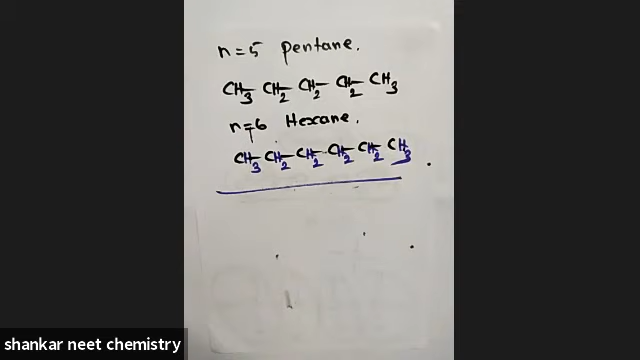 n=5 Pentane.
CH3 - CH2 - CH2 - CH2 - CH3
n=6 Hexane.
CH3 - CH2 - CH2 - CH2 - CH2 - CH3.
shankar neet chemistry